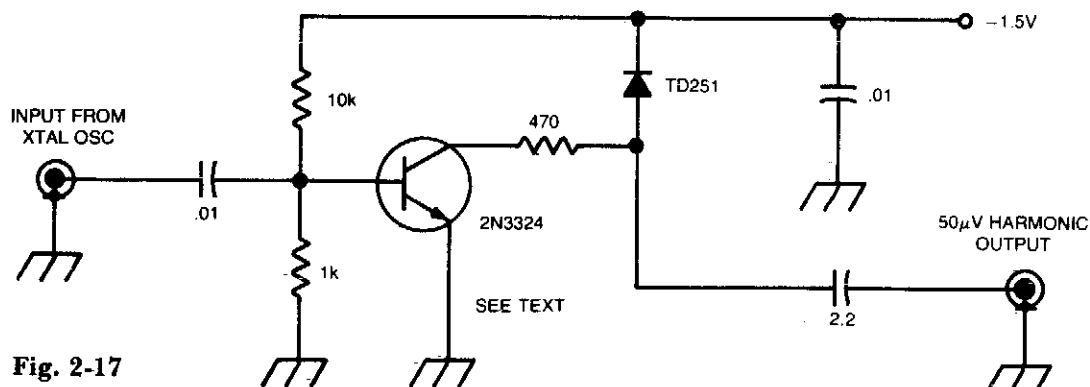 −1.5V
TD251
.01
10k
470
INPUT FROM
XTAL OSC
.01
2N3324
50µV HARMONIC
OUTPUT
1k
SEE TEXT
2.2
Fig. 2-17